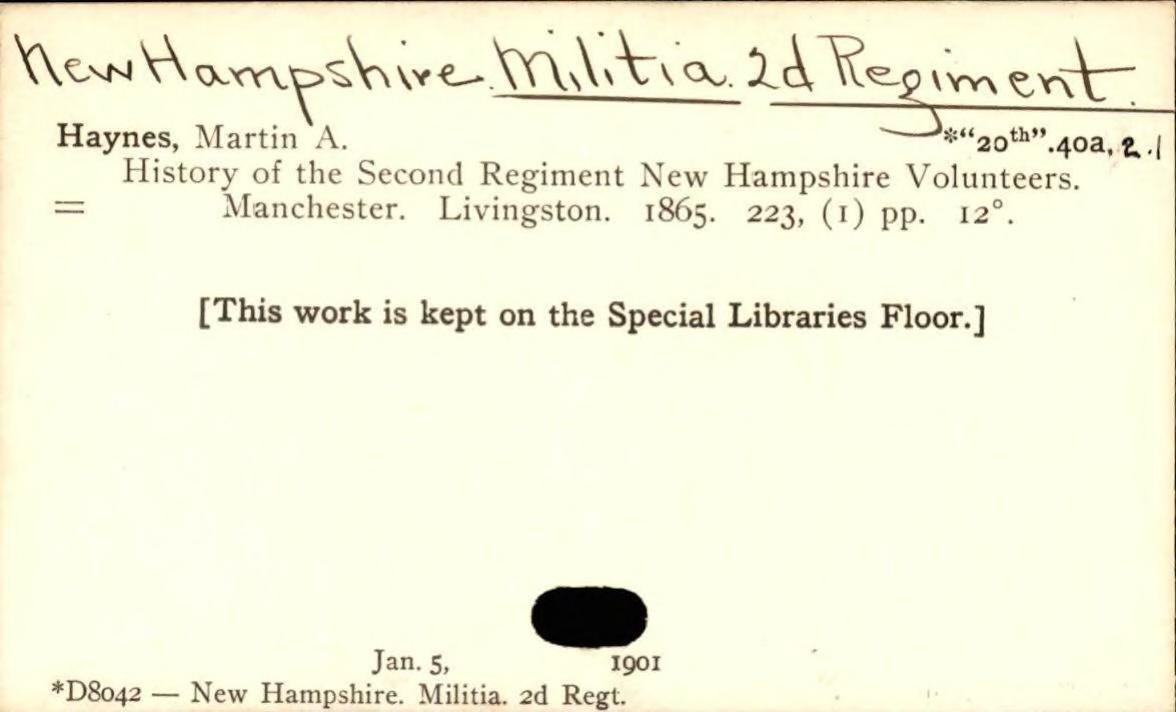 New Hampshire. Militia. 2d Regiment.
Haynes, Martin A. *“20th”.40a.2.1
History of the Second Regiment New Hampshire Volunteers.
= Manchester. Livingston. 1865. 223, (1) pp. 12°.
[This work is kept on the Special Libraries Floor.]
Jan. 5, 1901
*D8042 — New Hampshire. Militia. 2d Regt.